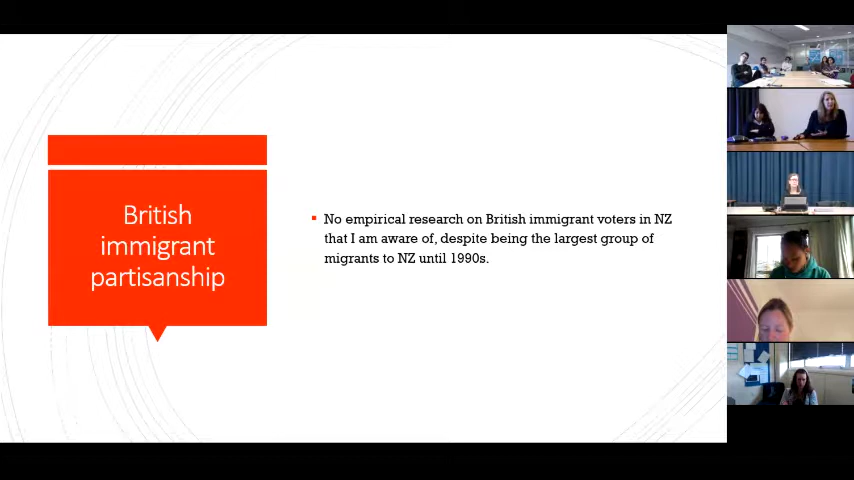 British
immigrant
partisanship
No empirical research on British immigrant voters in NZ
that I am aware of, despite being the largest group of
migrants to NZ until 1990s.